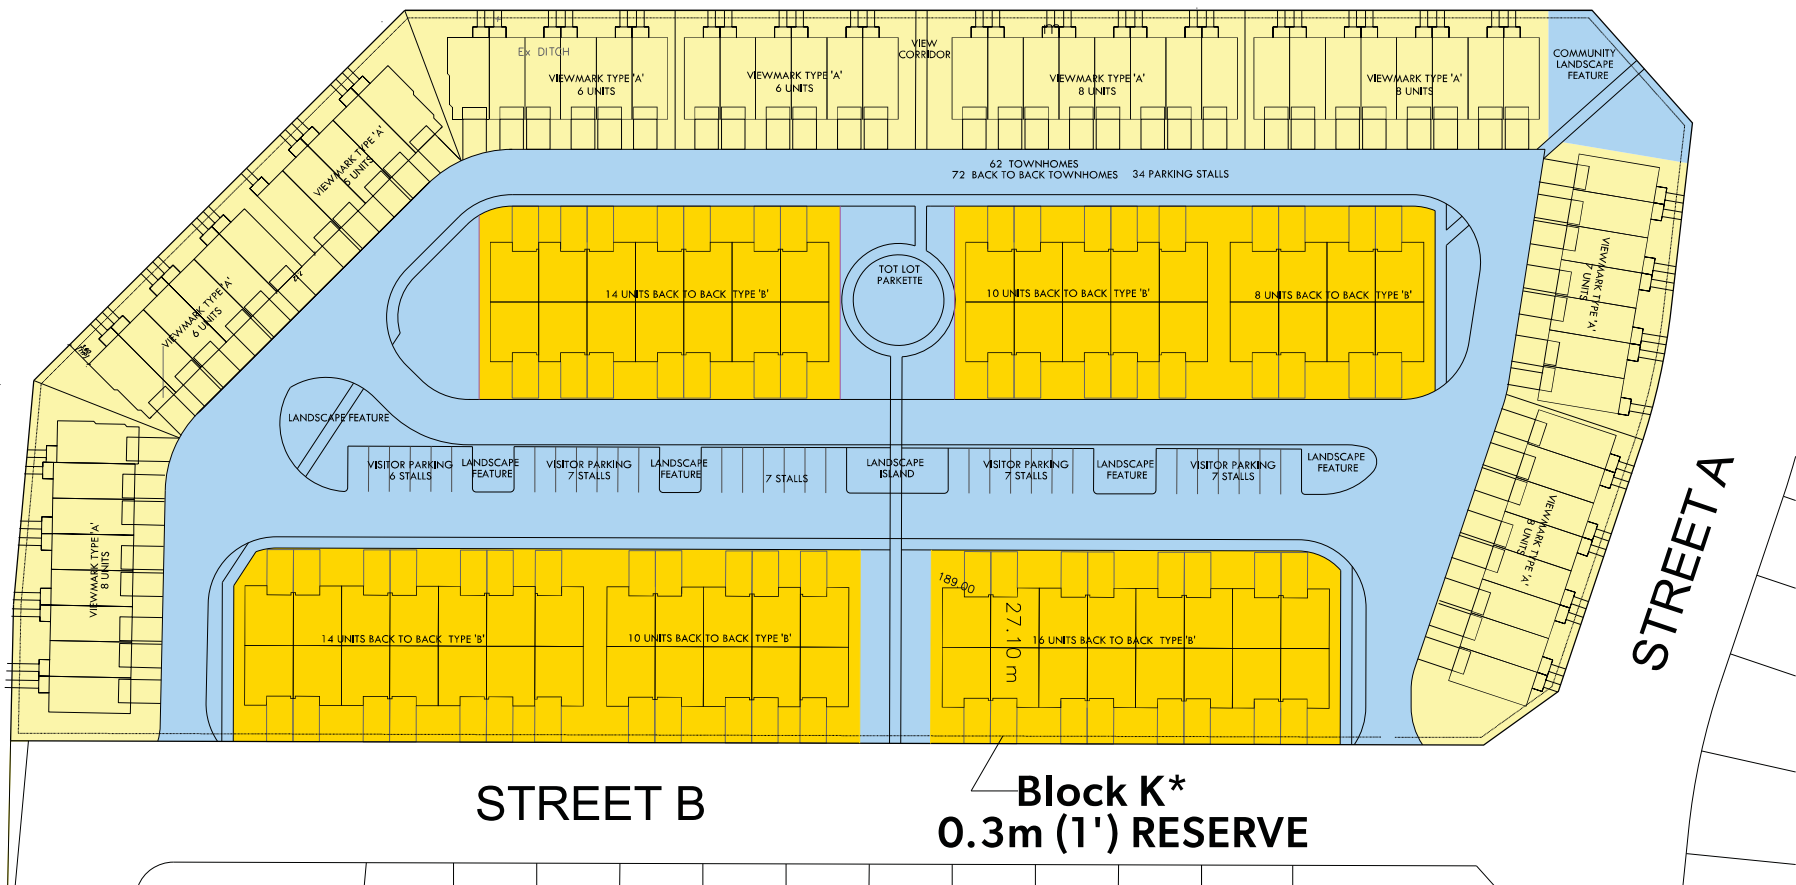 Ex DITCH
VIEWMARK TYPE 'A'
6 UNITS
VIEWMARK TYPE 'A'
6 UNITS
VIEW
CORRIDOR
m
VIEWMARK TYPE 'A'
8 UNITS
VIEWMARK TYPE 'A'
8 UNITS
COMMUNITY
LANDSCAPE
FEATURE
VIEWMARK TYPE 'A'
5 UNITS
62 TOWNHOMES
72 BACK TO BACK TOWNHOMES 34 PARKING STALLS
VIEWMARK TYPE 'A'
6 UNITS
14 UNITS BACK TO BACK TYPE 'B'
TOT LOT
PARKETTE
10 UNITS BACK TO BACK TYPE 'B'
8 UNITS BACK TO BACK TYPE 'B'
VIEWMARK TYPE 'A'
7 UNITS
LANDSCAPE FEATURE
VISITOR PARKING
6 STALLS
LANDSCAPE
FEATURE
VISITOR PARKING
7 STALLS
LANDSCAPE
FEATURE
7 STALLS
LANDSCAPE
ISLAND
VISITOR PARKING
7 STALLS
LANDSCAPE
FEATURE
VISITOR PARKING
7 STALLS
LANDSCAPE
FEATURE
VIEWMARK TYPE 'A'
8 UNITS
VIEWMARK TYPE 'A'
8 UNITS
STREET A
14 UNITS BACK TO BACK TYPE 'B'
10 UNITS BACK TO BACK TYPE 'B'
189.00
27.10 m
16 UNITS BACK TO BACK TYPE 'B'
STREET B
Block K*
0.3m (1') RESERVE